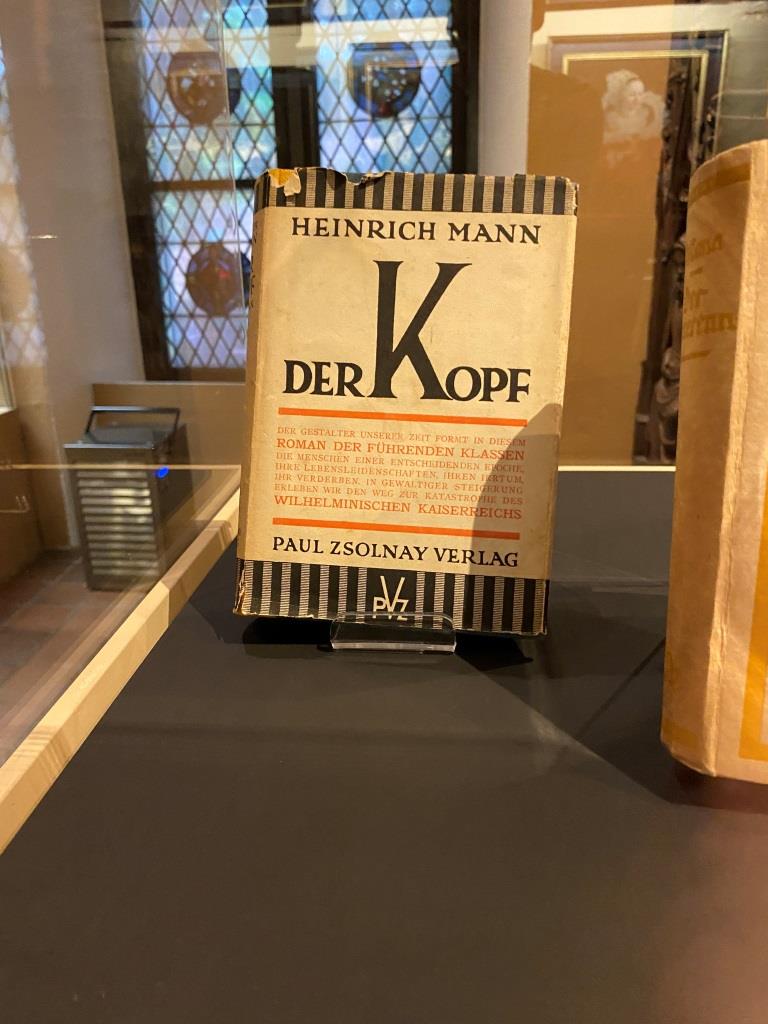 HEINRICH MANN
DER KOPF
DER GESTALTER UNSERER ZEIT FORMT IN DIESEM
ROMAN DER FÜHRENDEN KLASSEN
DIE MENSCHEN EINER ENTSCHEIDENDEN EPOCHE,
IHRE LEBENSLEIDENSCHAFTEN, IHREN IRRTUM,
IHR VERDERBEN. IN GEWALTIGER STEIGERUNG
ERLEBEN WIR DEN WEG ZUR KATASTROPHE DES
WILHELMINISCHEN KAISERREICHS
PAUL ZSOLNAY VERLAG
PVZ